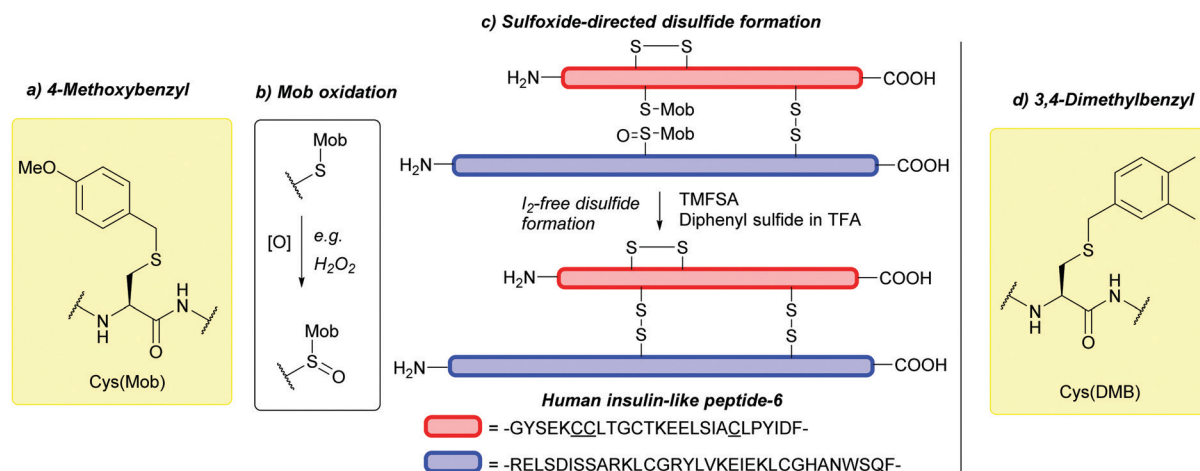 a) 4-Methoxybenzyl
MeO
S
N
H
O
NH
Cys(Mob)
b) Mob oxidation
Mob
S
[O]
e.g.
H2O2
Mob
S
O
c) Sulfoxide-directed disulfide formation
S S
H2N COOH
S-Mob
S
S
O=S-Mob
H2N COOH
I2-free disulfide
formation
TMFSA
Diphenyl sulfide in TFA
S S
H2N COOH
S
S
S
S
H2N COOH
Human insulin-like peptide-6
= -GYSEKCCLTGCTKEELSIACLPYIDF-
= -RELSDISSARKLCGRYLVKEIEKLCGHANWSQF-
d) 3,4-Dimethylbenzyl
S
N
H
O
NH
Cys(DMB)